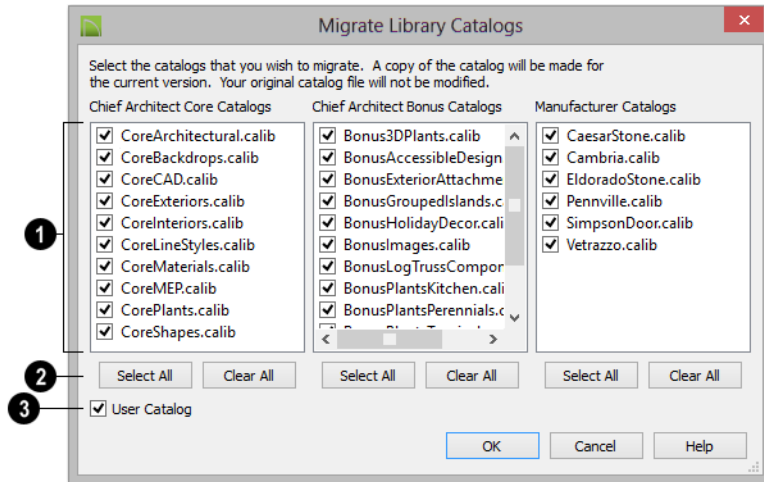 Migrate Library Catalogs
Select the catalogs that you wish to migrate. A copy of the catalog will be made for
the current version. Your original catalog file will not be modified.
Chief Architect Core Catalogs
CoreArchitectural.calib
CoreBackdrops.calib
CoreCAD.calib
CoreExteriors.calib
CoreInteriors.calib
CoreLineStyles.calib
CoreMaterials.calib
CoreMEP.calib
CorePlants.calib
CoreShapes.calib
Select All
Clear All
Chief Architect Bonus Catalogs
Bonus3DPlants.calib
BonusAccessibleDesign
BonusExteriorAttachme
BonusGroupedIslands.c
BonusHolidayDecor.cali
BonusImages.calib
BonusLogTrussCompor
BonusPlantsKitchen.cali
BonusPlantsPerennials.c
Select All
Clear All
Manufacturer Catalogs
CaesarStone.calib
Cambria.calib
EldoradoStone.calib
Pennville.calib
SimpsonDoor.calib
Vetrazzo.calib
Select All
Clear All
1
2
3
User Catalog
OK
Cancel
Help